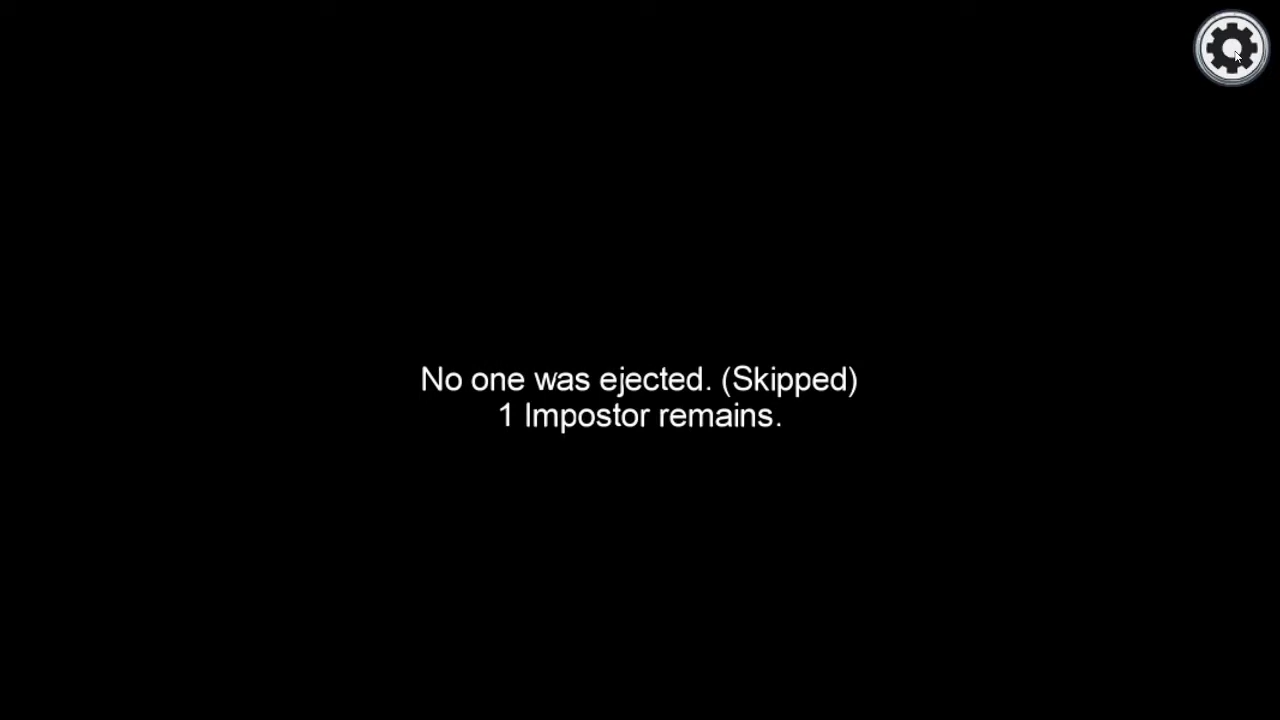 No one was ejected. (Skipped)
1 Impostor remains.